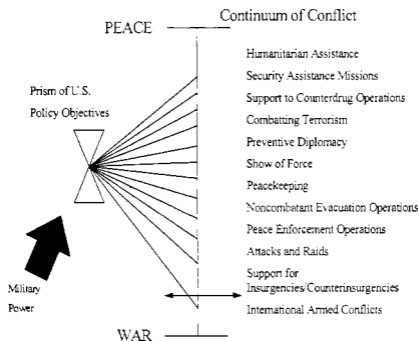 Continuum of Conflict
PEACE
Humanitarian Assistance
Security Assistance Missions
Prism of U.S.
Policy Objectives
Support to Counterdrug Operations
Combatting Terrorism
Preventive Diplomacy
Show of Force
Peacekeeping
Noncombatant Evacuation Operations
Peace Enforcement Operations
Attacks and Raids
Support for
Insurgencies/Counterinsurgencies
International Armed Conflicts
Military
Power
WAR